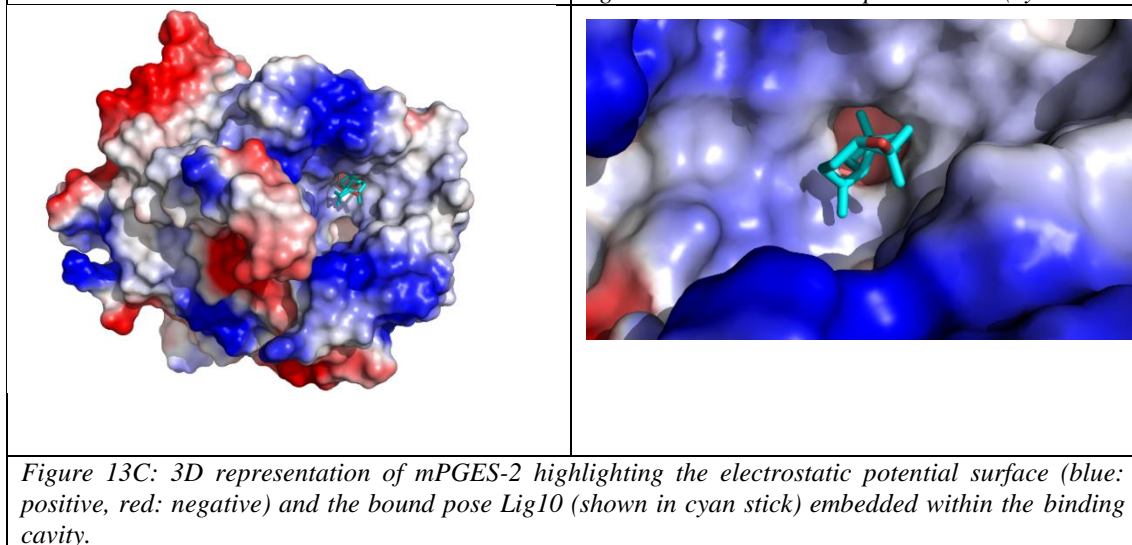 Figure 13C: 3D representation of mPGES-2 highlighting the electrostatic potential surface (blue:
positive, red: negative) and the bound pose Lig10 (shown in cyan stick) embedded within the binding
cavity.